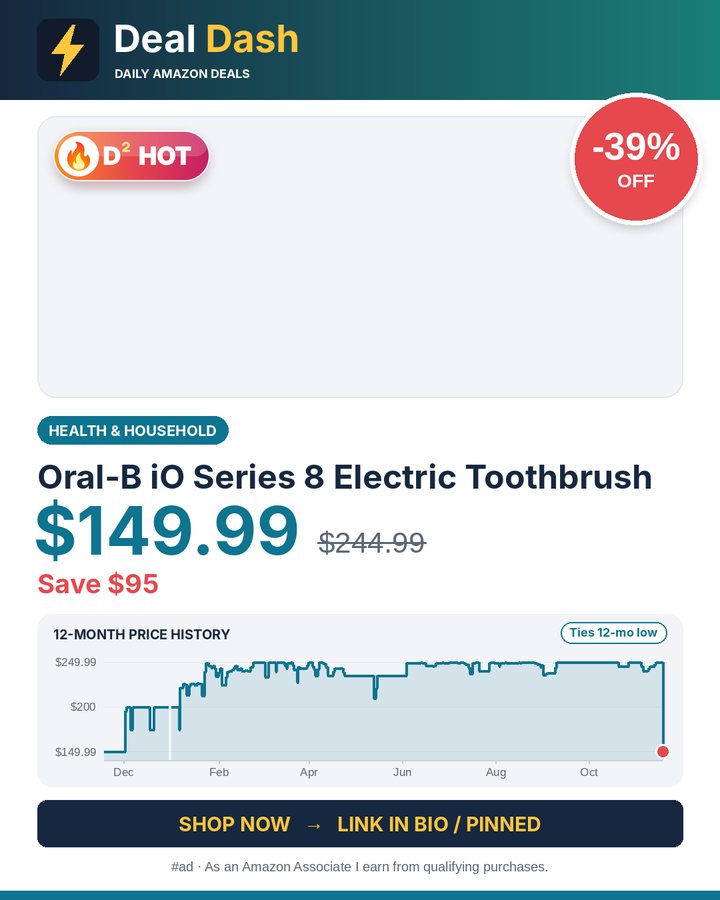 Deal Dash
DAILY AMAZON DEALS
-39%
OFF
D² HOT
HEALTH & HOUSEHOLD
Oral-B iO Series 8 Electric Toothbrush
$149.99 $244.99
Save $95
12-MONTH PRICE HISTORY
Ties 12-mo low
$249.99
$200
$149.99
Dec Feb Apr Jun Aug Oct
SHOP NOW → LINK IN BIO / PINNED
#ad · As an Amazon Associate I earn from qualifying purchases.